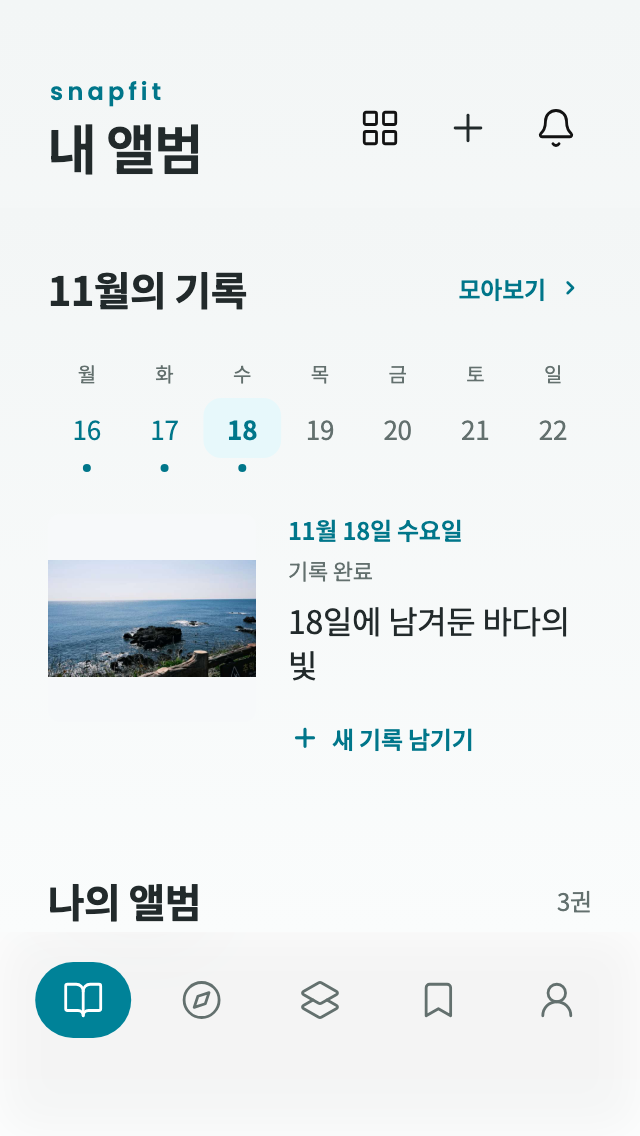 snapfit
내 앨범
11월의 기록
모아보기
월 화 수 목 금 토 일
16 17 18 19 20 21 22
11월 18일 수요일
기록 완료
18일에 남겨둔 바다의
빛
새 기록 남기기
나의 앨범
3권